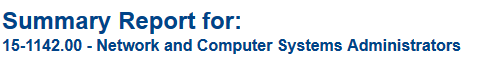 Summary Report for:
15-1142.00 - Network and Computer Systems Administrators